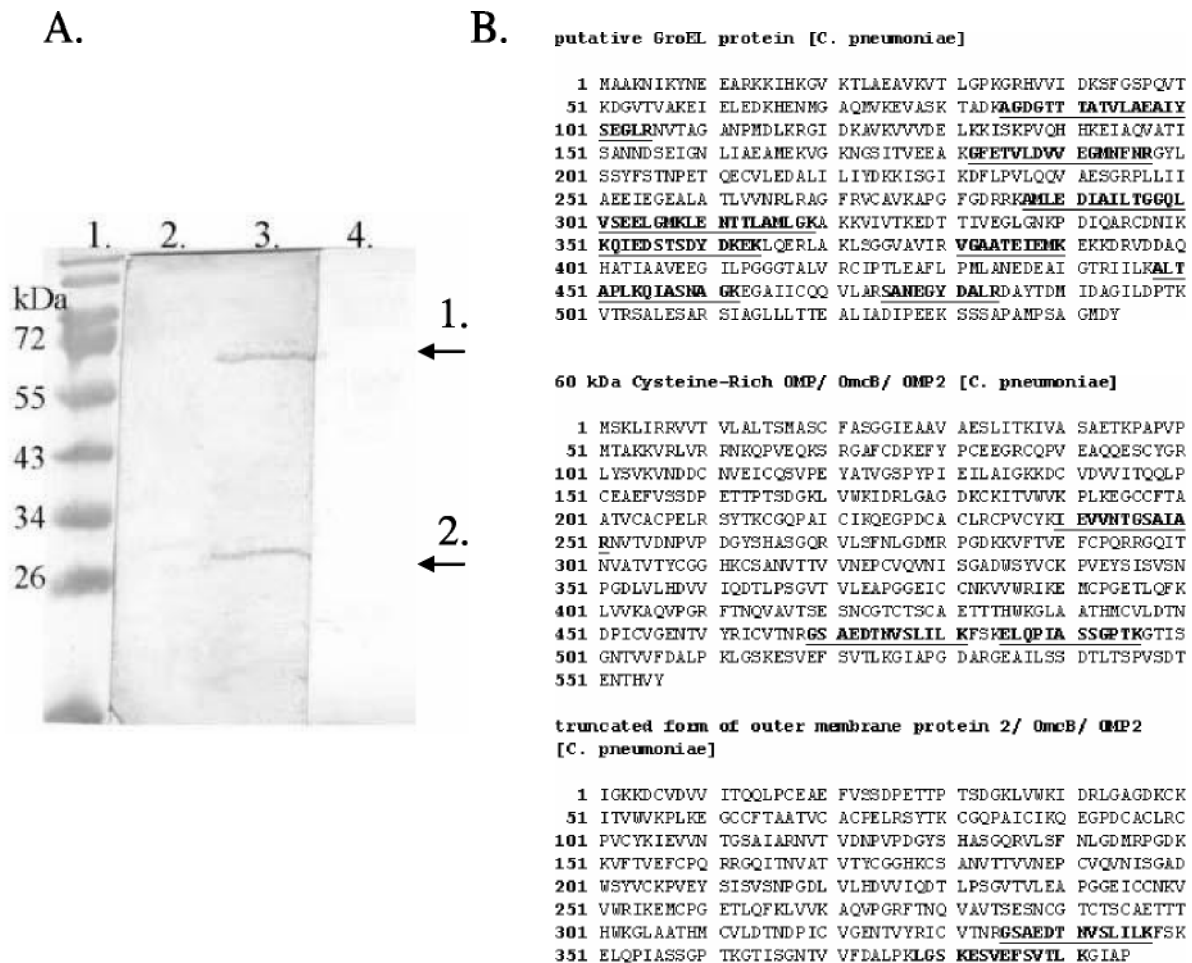 A.
1. 2. 3. 4.
kDa
72
55
43
34
26
1.
2.
B.
putative GroEL protein [C. pneumoniae]
1 MAAKNIKYNE EARKKIHKGV KTLAEAVKVT LGPKGRHVVI DKSFGSPQVT
51 KDGVTVAKEI ELEDKHENMG AQMVKEVASK TADKAGDGTT TATVLAEAIY
101 SEGLRNVTAG ANPMDLKRGI DKAVKVVVDE LKKISKPVQH HKEIAQVATI
151 SANNDSEIGN LIAEAMEKVG KNGSITVEEA KGFETVLDVV EGMNFNRGYL
201 SSYFSTNPET QECVLEDALI LIYDKKISGI KDFLPVLQQV AESGRPLLII
251 AEEIEGEALA TLVVNRLRAG FRVCAVKAPG FGDRRKAMLE DIAILTGGQL
301 VSEELGMKLE NTTLAMLGKA KKVIVTKEDT TIVEGLGNKP DIQARCDNIK
351 KQIEDSTSDY DKEKLQERLA KLSGGVAVIR VGAATEIEMK EKKDRVDDAQ
401 HATIAAVEEG ILPGGGTALV RCIPTLEAFL PMLANEDEAI GTRIILKALT
451 APLKQIASNAG KEGAIICQQV LARSANEGYDALR DAYTDMI DAGILDPTK
501 VTRSALESAR SIAGLLLTTE ALIADIPEEK SSSAPAMPSA GMDY
60 kDa Cysteine-Rich OMP/ OmcB/ OMP2 [C. pneumoniae]
1 MSKLIRRVVT VLALTSMASC FASGGIEAAV AESLITKIVA SAETKPAPVP
51 MTAKKVRLVR RNKQPVEQKS RGAFCDKEFY PCEEGRCQPV EAQQESCYGR
101 LYSVKVNDDC NVEICQSVPE YATVGSPYPI EILAIGKKDC VDVVITQQLP
151 CEAEFVSSDP ETTPTSDGKL VWKIDRLGAG DKCKITVWVK PLKEGCCFTA
201 ATVCACPELR SYTKCGQPAI CIKQEGPDCA CLRCPVCYKI EVVNTGSAIA
251 RNVTVDNPVP DGYSHASGQR VLSFNLGDMR PGDKKVFTVE FCPQRRGQIT
301 NVATVTYCGG HKCSANVTTV VNEPCVQVNI SGADWSYVCK PVEYSISVSN
351 PGDLVLHDVV IQDTLPSGVT VLEAPGGEIC CNKVVWRIKE MCPGETLQFK
401 LVVKAQVPGR FTNQVAVTSE SNCGTCTSCA ETTTHWKGLA ATHMCVLDTN
451 DPICVGENTV YRICVTNRGS AEDTNVSLIL KFSKELQPIA SSGPTKGTIS
501 GNTVVFDALP KLGSKESVEF SVTLKGIAPG DARGEAILSS DTLTSPVSDT
551 ENTHVY
truncated form of outer membrane protein 2/ OmcB/ OMP2
[C. pneumoniae]
1 IGKKDCVDVV ITQQLPCEAE FVSSDPETTP TSDGKLVWKI DRLGAGDKCK
51 ITVWVKPLKE GCCFTAATVC ACPELRSYTK CGQPAICIKQ EGPDCACLRC
101 PVCYKIEVVN TGSAIARNVT VDNPVPDGYS HASGQRVLSF NLGDMRPGDK
151 KVFTVEFCPQ RRGQITNVAT VTYCGGHKCS ANVTTVVNEP CVQVNISGAD
201 WSYVCKPVEY SISVSNPGDL VLHDVVIQDT LPSGVTVLEA PGGEICCNKV
251 VWRIKEMCPG ETLQFKLVVK AQVPGRFTNQ VAVTSESNCG TCTSCAETTT
301 HWKGLAATHM CVLDTNDPIC VGENTVYRIC VTNRGSAEDT NVSLILKFSK
351 ELQPIASSGP TKGTISGNTV VFDALPKLGS KESVEFSVTL KGIAP